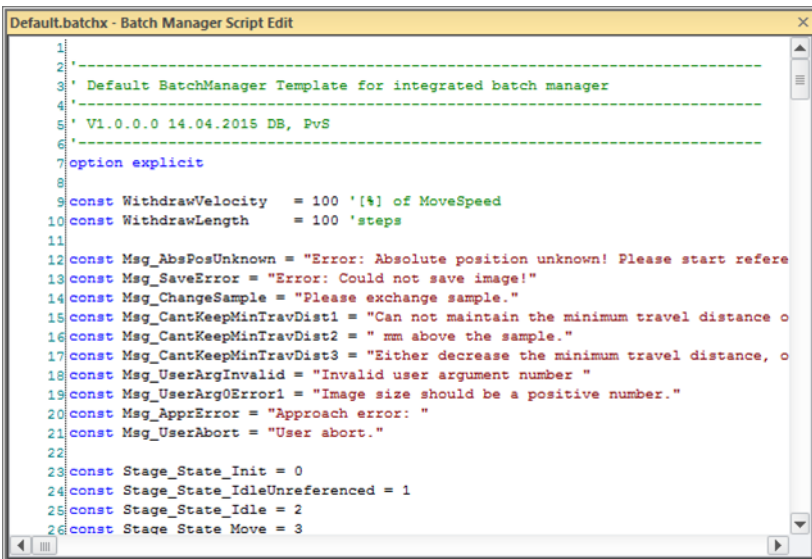 Default.batchx - Batch Manager Script Edit
1
2 '---------------------------------------------------------------------------
3 ' Default BatchManager Template for integrated batch manager
4 '---------------------------------------------------------------------------
5 ' V1.0.0.0 14.04.2015 DB, PvS
6 '---------------------------------------------------------------------------
7 option explicit
8
9 const WithdrawVelocity   = 100 '[%] of MoveSpeed
10 const WithdrawLength     = 100 'steps
11
12 const Msg_AbsPosUnknown = "Error: Absolute position unknown! Please start refere
13 const Msg_SaveError = "Error: Could not save image!"
14 const Msg_ChangeSample = "Please exchange sample."
15 const Msg_CantKeepMinTravDist1 = "Can not maintain the minimum travel distance o
16 const Msg_CantKeepMinTravDist2 = " mm above the sample."
17 const Msg_CantKeepMinTravDist3 = "Either decrease the minimum travel distance, o
18 const Msg_UserArgInvalid = "Invalid user argument number "
19 const Msg_UserArg0Error1 = "Image size should be a positive number."
20 const Msg_ApprError = "Approach error: "
21 const Msg_UserAbort = "User abort."
22
23 const Stage_State_Init = 0
24 const Stage_State_IdleUnreferenced = 1
25 const Stage_State_Idle = 2
26 const Stage_State_Move = 3